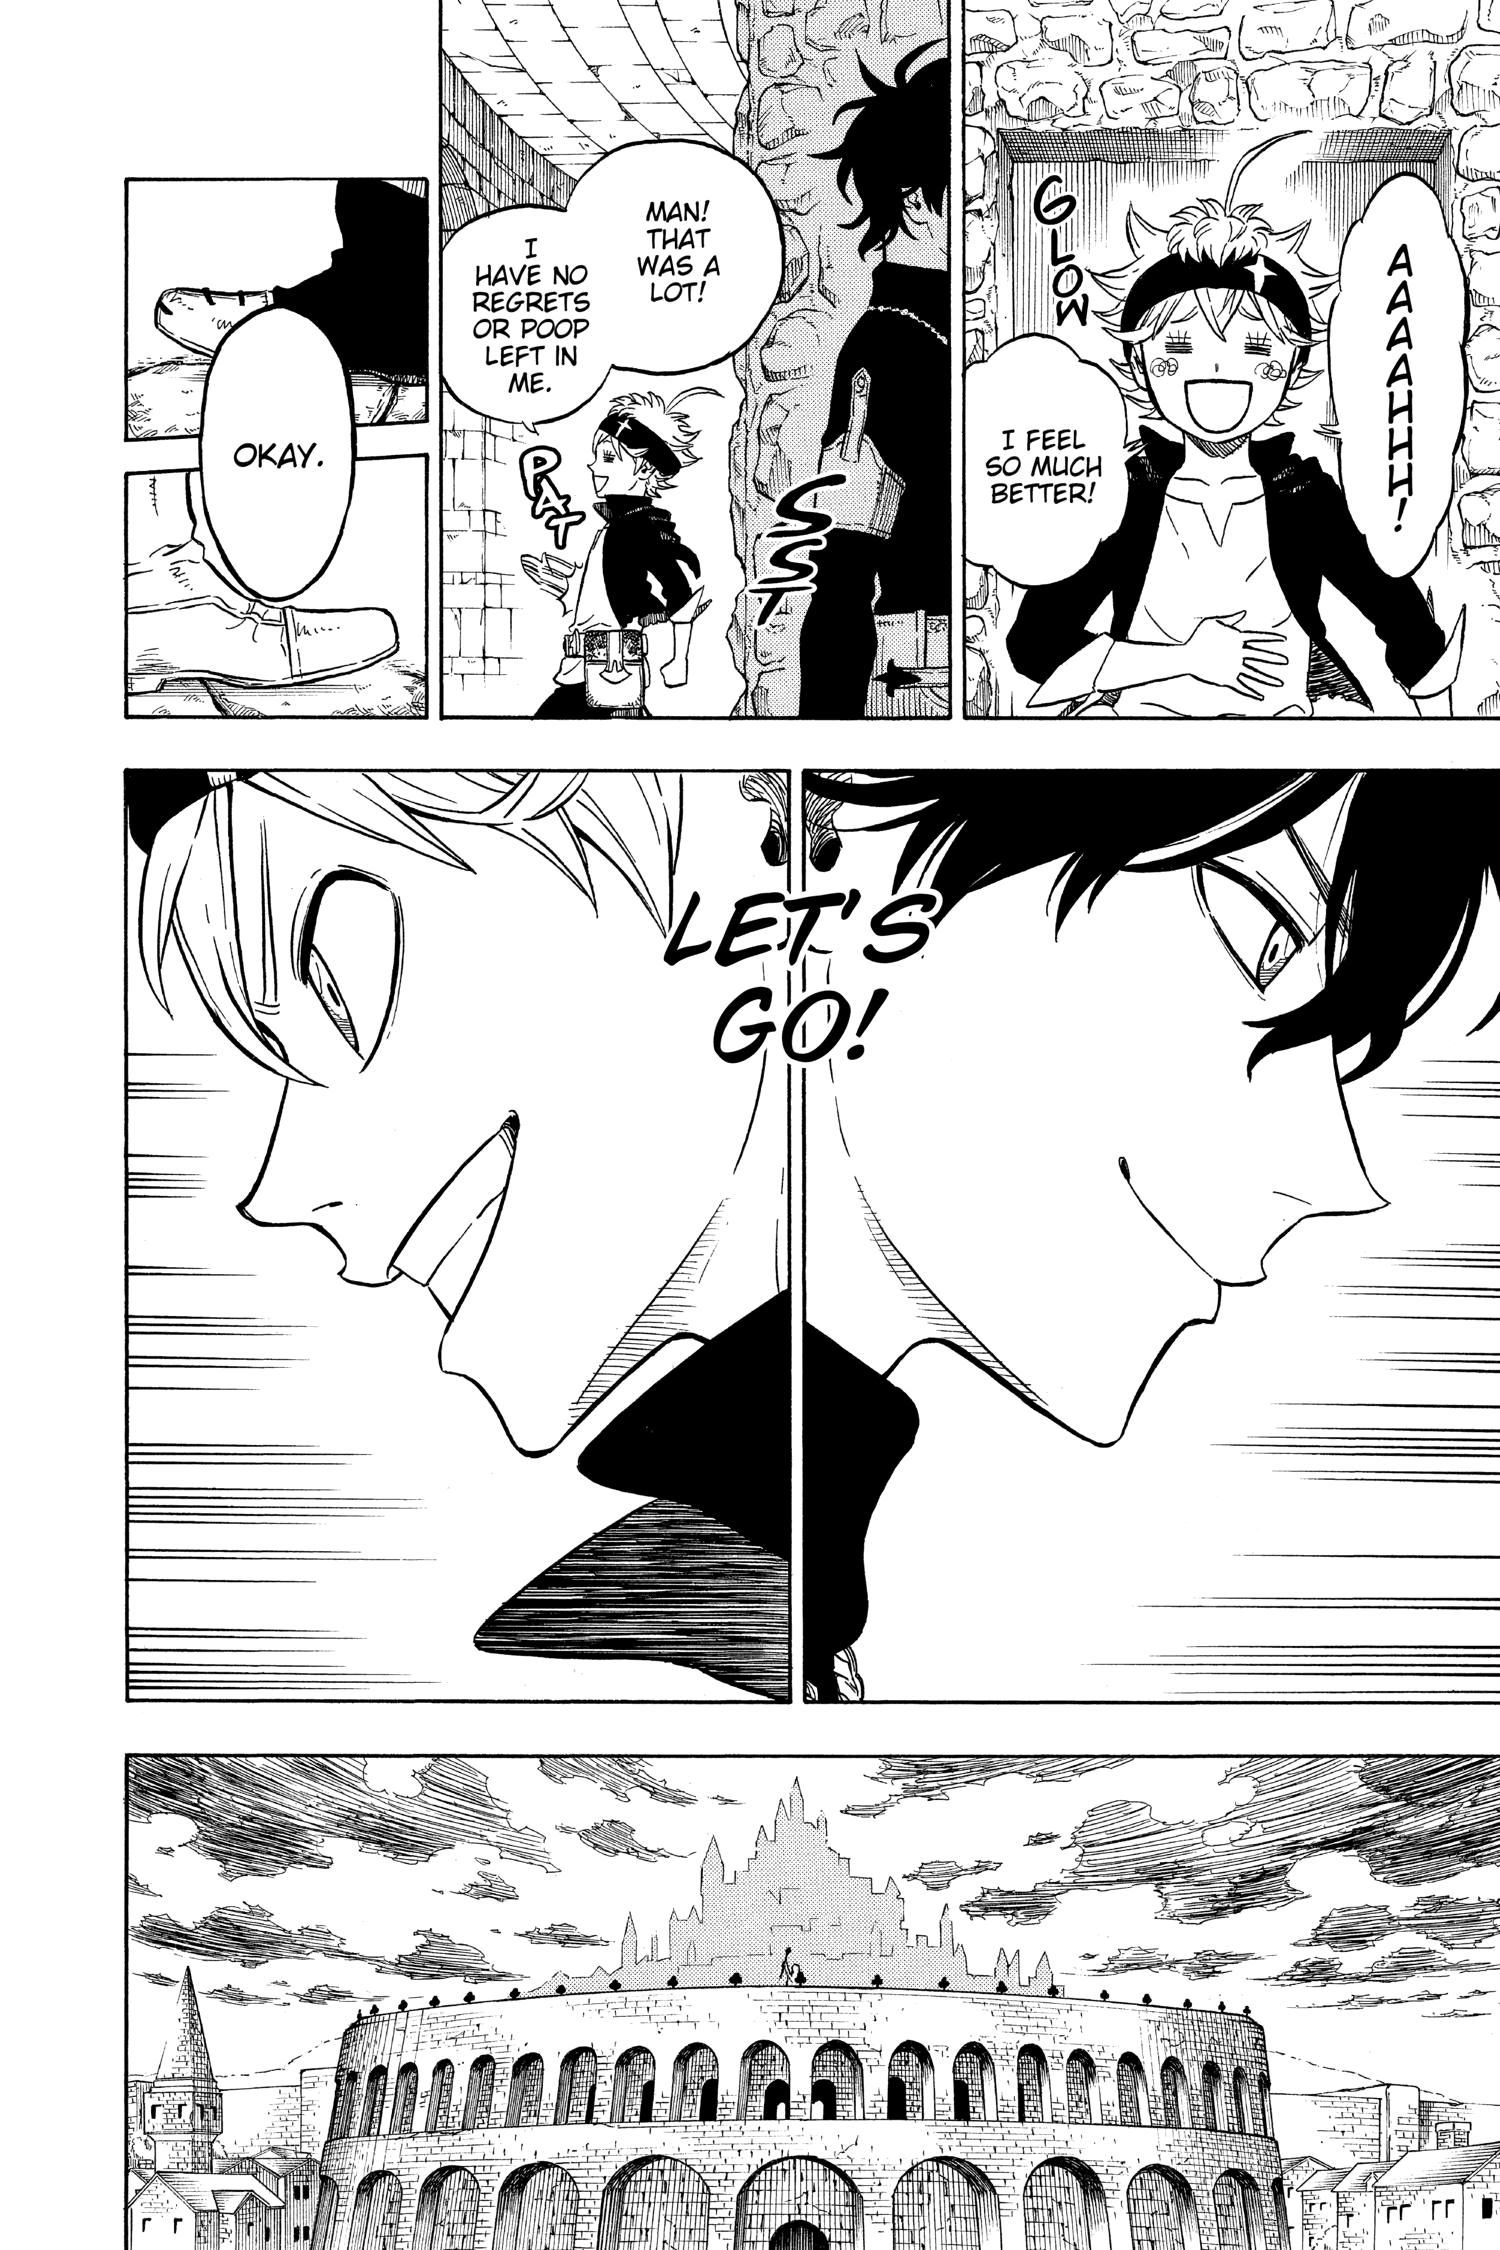 AAAAHHH!
GLOW
I FEEL
SO MUCH
BETTER!
MAN!
THAT
WAS A
LOT!
I
HAVE NO
REGRETS
OR POOP
LEFT IN
ME.
PAT
SST
OKAY.
LET'S
GO!